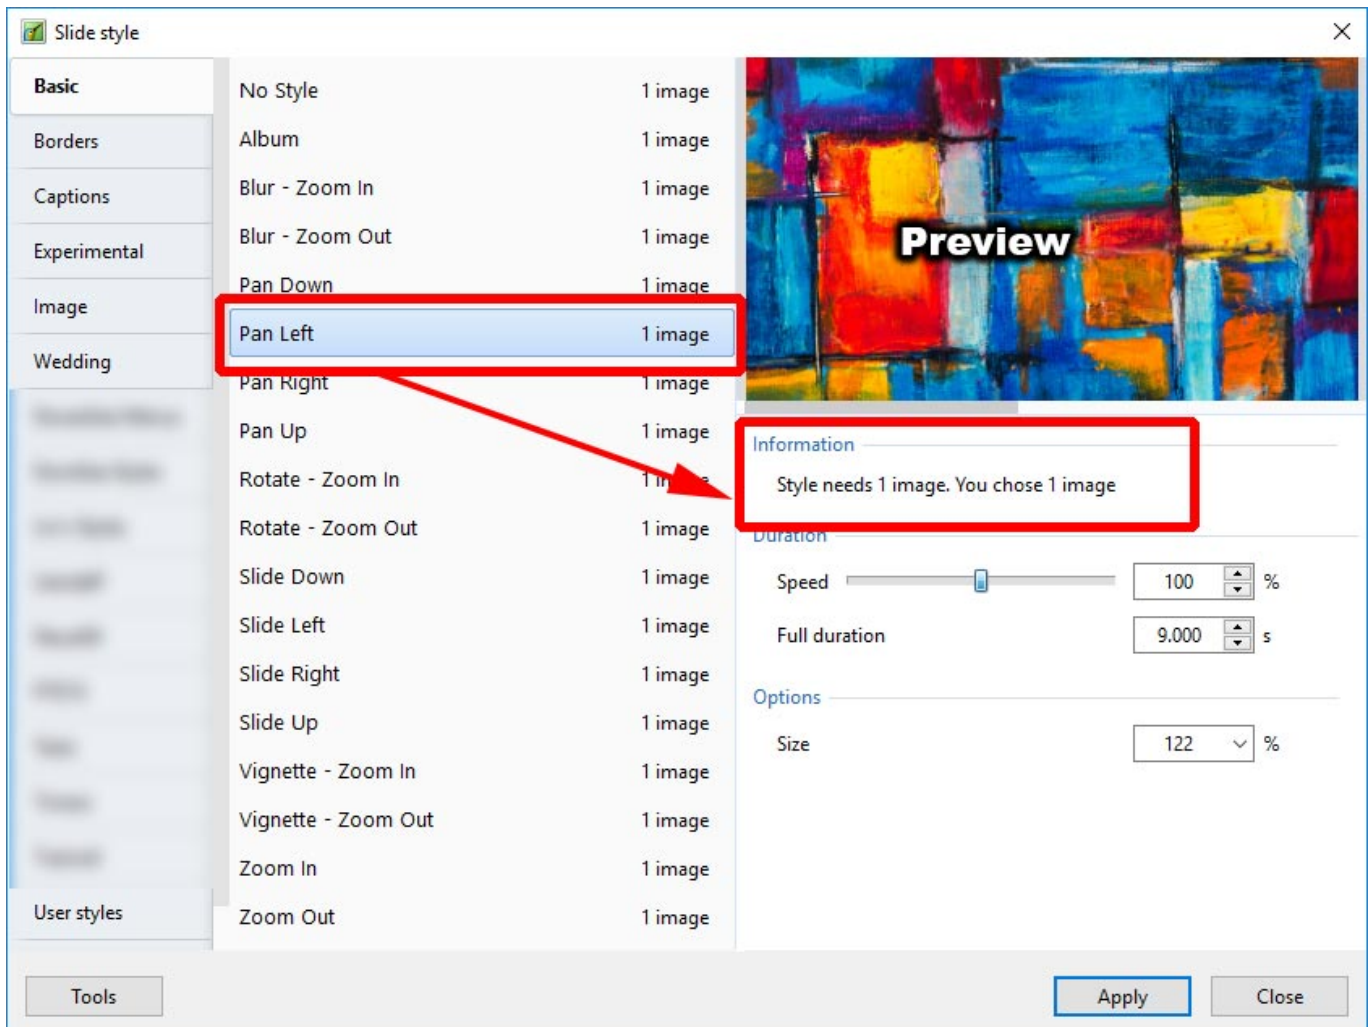 Slide style
Basic
Borders
Captions
Experimental
Image
Wedding
User styles
No Style 1 image
Album 1 image
Blur - Zoom In 1 image
Blur - Zoom Out 1 image
Pan Down 1 image
Pan Left 1 image
Pan Right 1 image
Pan Up 1 image
Rotate - Zoom In 1 image
Rotate - Zoom Out 1 image
Slide Down 1 image
Slide Left 1 image
Slide Right 1 image
Slide Up 1 image
Vignette - Zoom In 1 image
Vignette - Zoom Out 1 image
Zoom In 1 image
Zoom Out 1 image
Preview
Information
Style needs 1 image. You chose 1 image
Duration
Speed 100 %
Full duration 9.000 s
Options
Size 122 %
Tools
Apply
Close